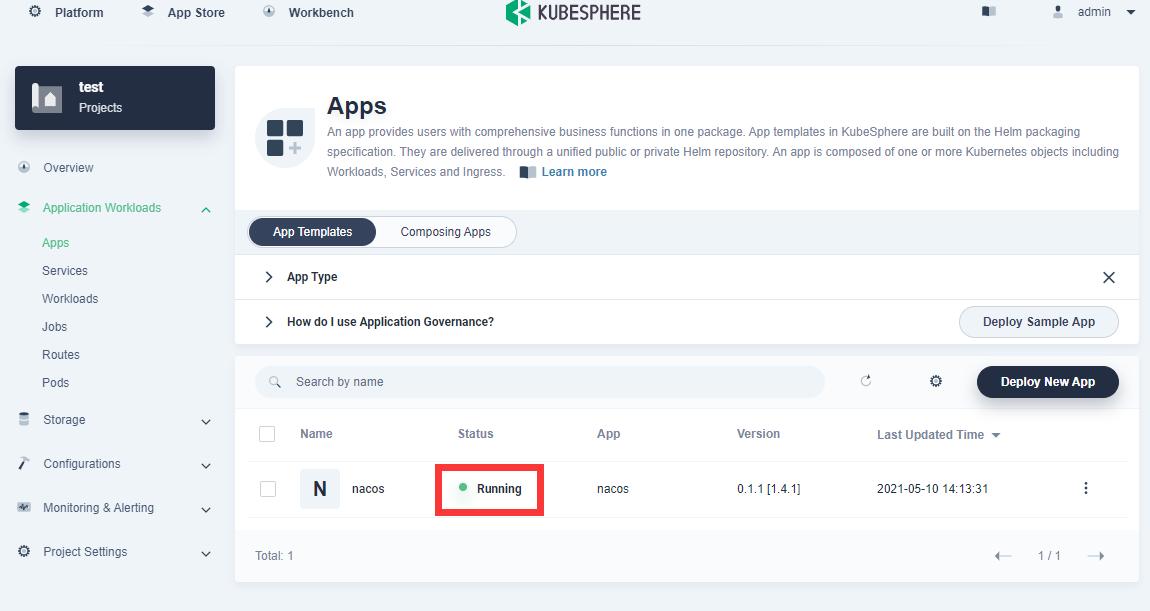 Platform App Store Workbench KUBESPHERE admin
test
Projects
Overview
Application Workloads
Apps
Services
Workloads
Jobs
Routes
Pods
Storage
Configurations
Monitoring & Alerting
Project Settings
Apps
An app provides users with comprehensive business functions in one package. App templates in KubeSphere are built on the Helm packaging
specification. They are delivered through a unified public or private Helm repository. An app is composed of one or more Kubernetes objects including
Workloads, Services and Ingress. Learn more
App Templates Composing Apps
App Type
How do I use Application Governance? Deploy Sample App
Search by name Deploy New App
Name Status App Version Last Updated Time
N nacos Running nacos 0.1.1 [1.4.1] 2021-05-10 14:13:31
Total: 1 1 / 1